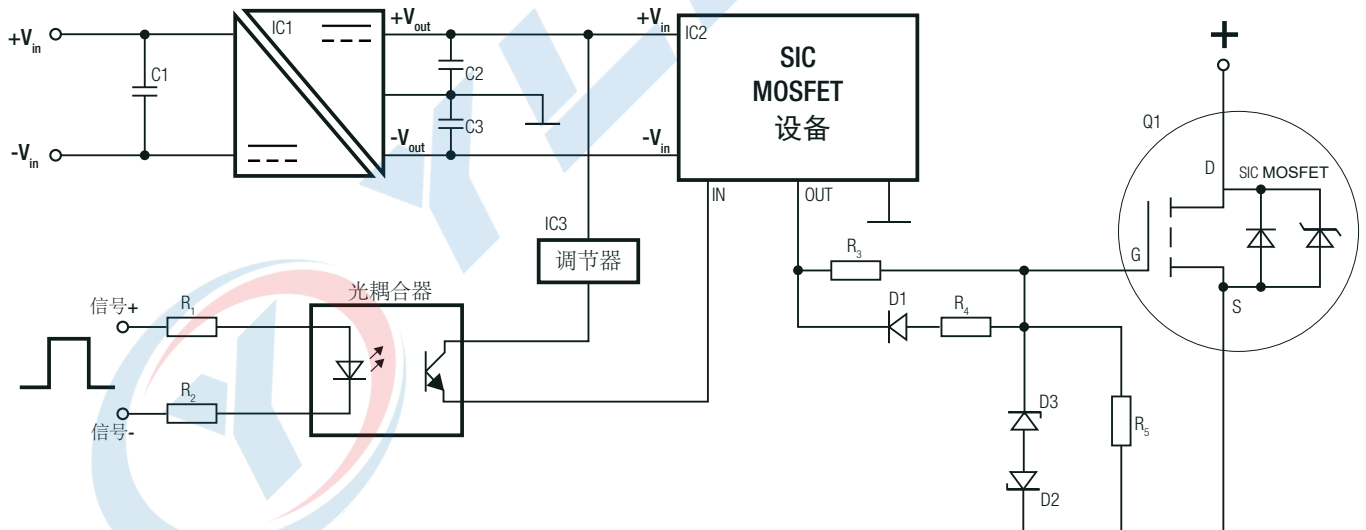 +Vin
-Vin
C1
IC1
+Vout
-Vout
C2
C3
+Vin
-Vin
IC2
SIC
MOSFET
设备
IN
OUT
IC3
调节器
光耦合器
信号+
信号-
R1
R2
R3
D1
R4
D3
D2
R5
+
Q1
D
SIC MOSFET
G
S